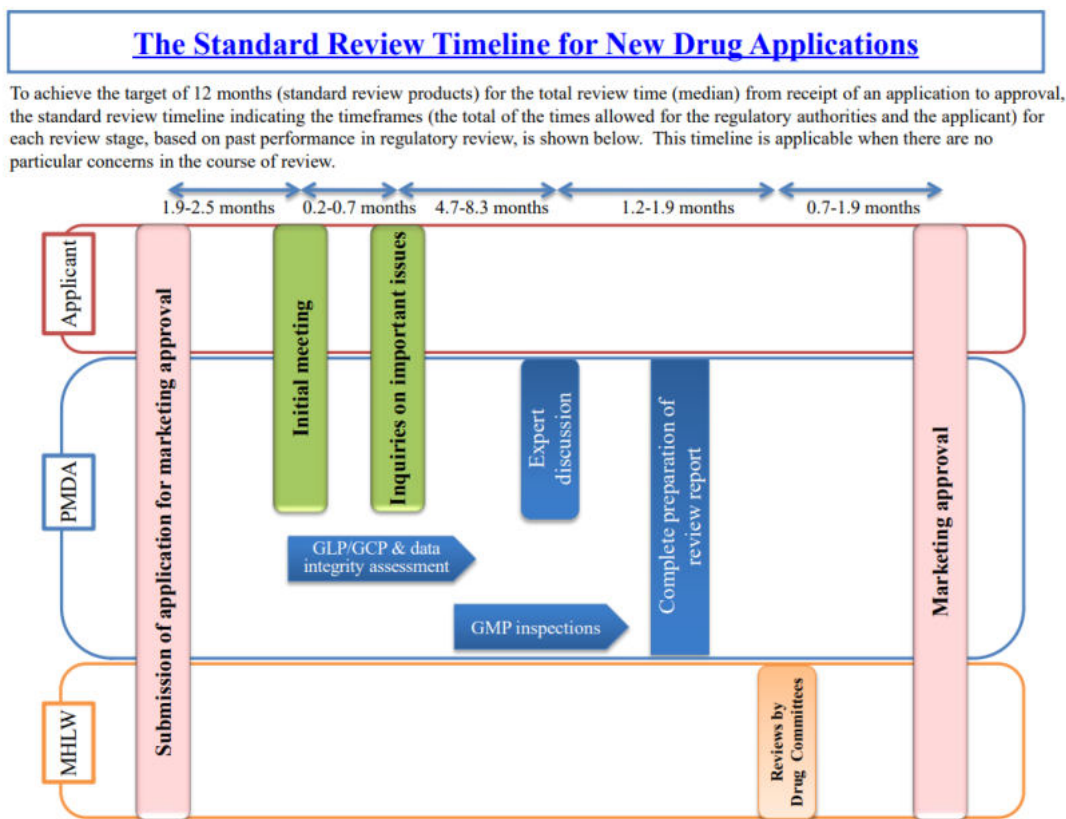 The Standard Review Timeline for New Drug Applications
To achieve the target of 12 months (standard review products) for the total review time (median) from receipt of an application to approval,
the standard review timeline indicating the timeframes (the total of the times allowed for the regulatory authorities and the applicant) for
each review stage, based on past performance in regulatory review, is shown below.  This timeline is applicable when there are no
particular concerns in the course of review.
1.9-2.5 months
0.2-0.7 months
4.7-8.3 months
1.2-1.9 months
0.7-1.9 months
Applicant
PMDA
MHLW
Submission of application for marketing approval
Initial meeting
Inquiries on important issues
Expert
discussion
Complete preparation of
review report
GLP/GCP & data
integrity assessment
GMP inspections
Reviews by
Drug Committees
Marketing approval